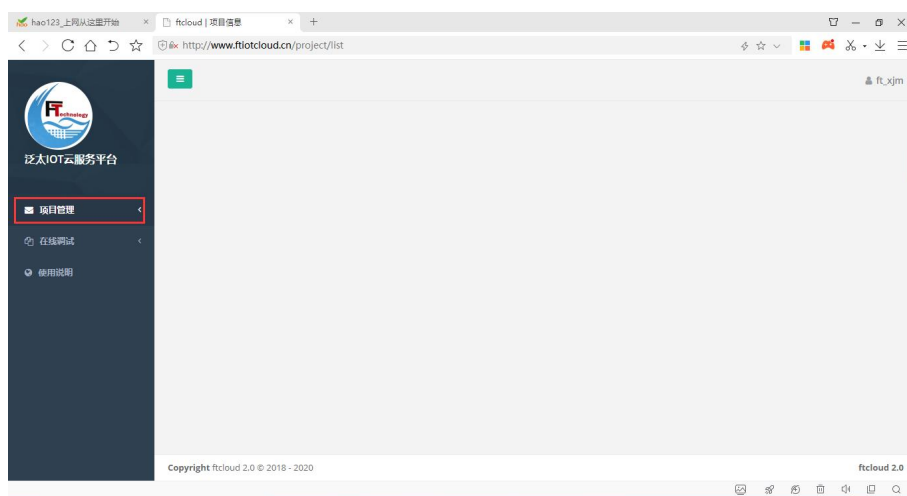 hao123_上网从这里开始
ftcloud | 项目信息
http://www.ftiotcloud.cn/project/list
ft_xjm
FTechnology
泛太IOT云服务平台
项目管理
在线调试
使用说明
Copyright ftcloud 2.0 © 2018 - 2020
ftcloud 2.0